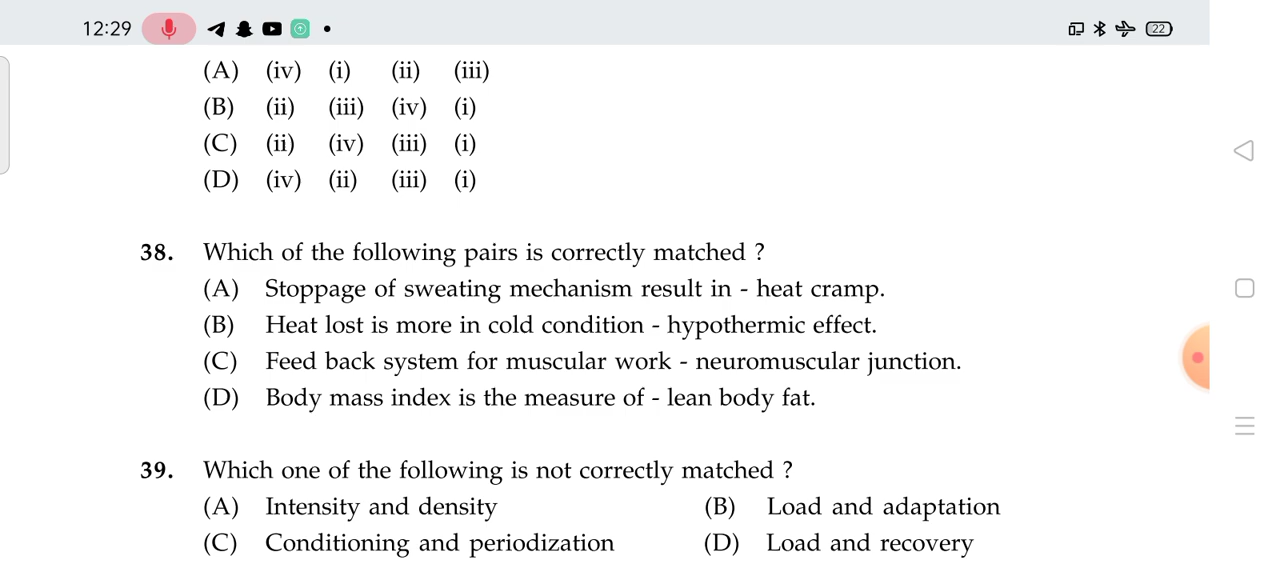 12:29 22
(A) (iv) (i) (ii) (iii)
(B) (ii) (iii) (iv) (i)
(C) (ii) (iv) (iii) (i)
(D) (iv) (ii) (iii) (i)
38. Which of the following pairs is correctly matched ?
(A) Stoppage of sweating mechanism result in - heat cramp.
(B) Heat lost is more in cold condition - hypothermic effect.
(C) Feed back system for muscular work - neuromuscular junction.
(D) Body mass index is the measure of - lean body fat.
39. Which one of the following is not correctly matched ?
(A) Intensity and density (B) Load and adaptation
(C) Conditioning and periodization (D) Load and recovery